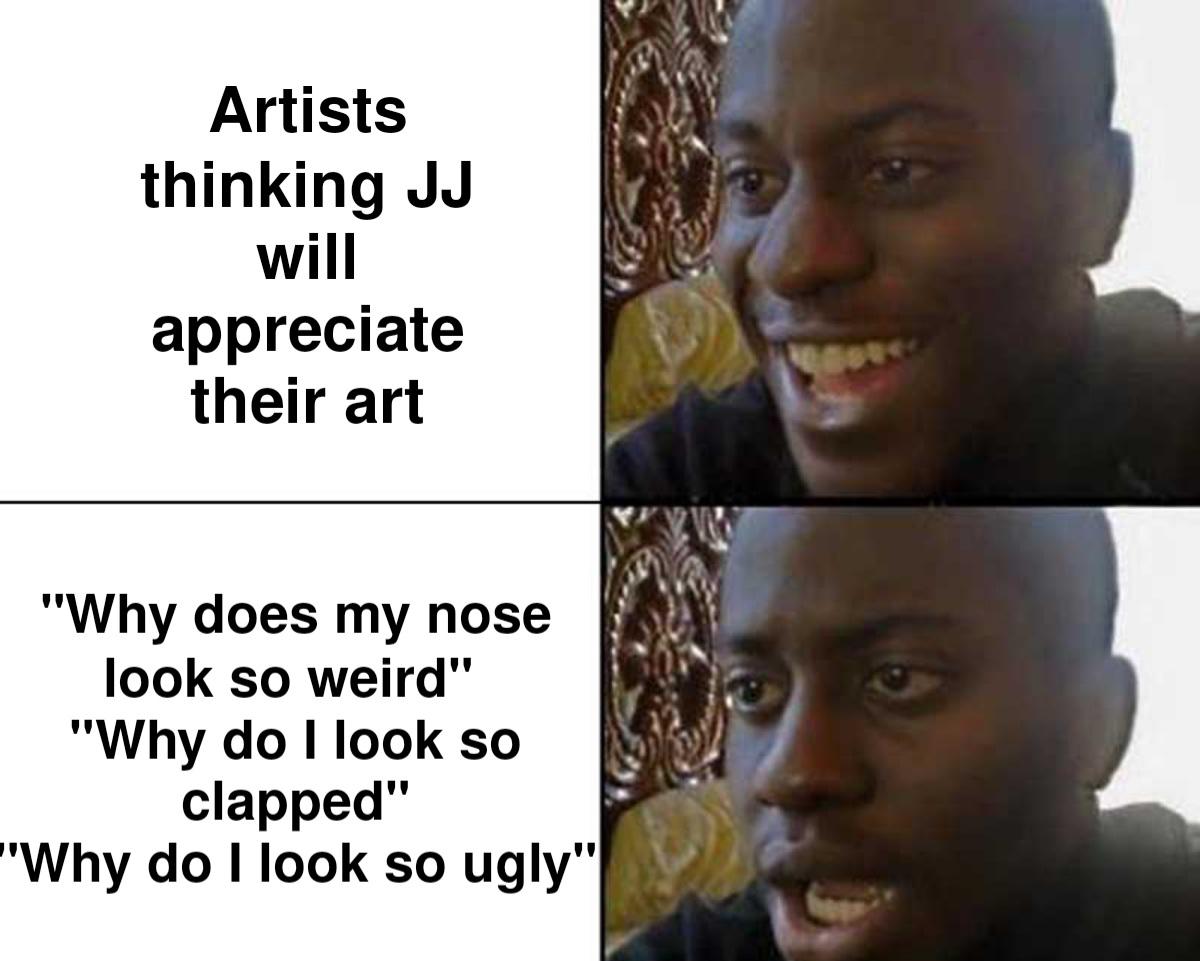 Artists
thinking JJ
will
appreciate
their art
"Why does my nose
look so weird"
"Why do I look so
clapped"
"Why do I look so ugly"